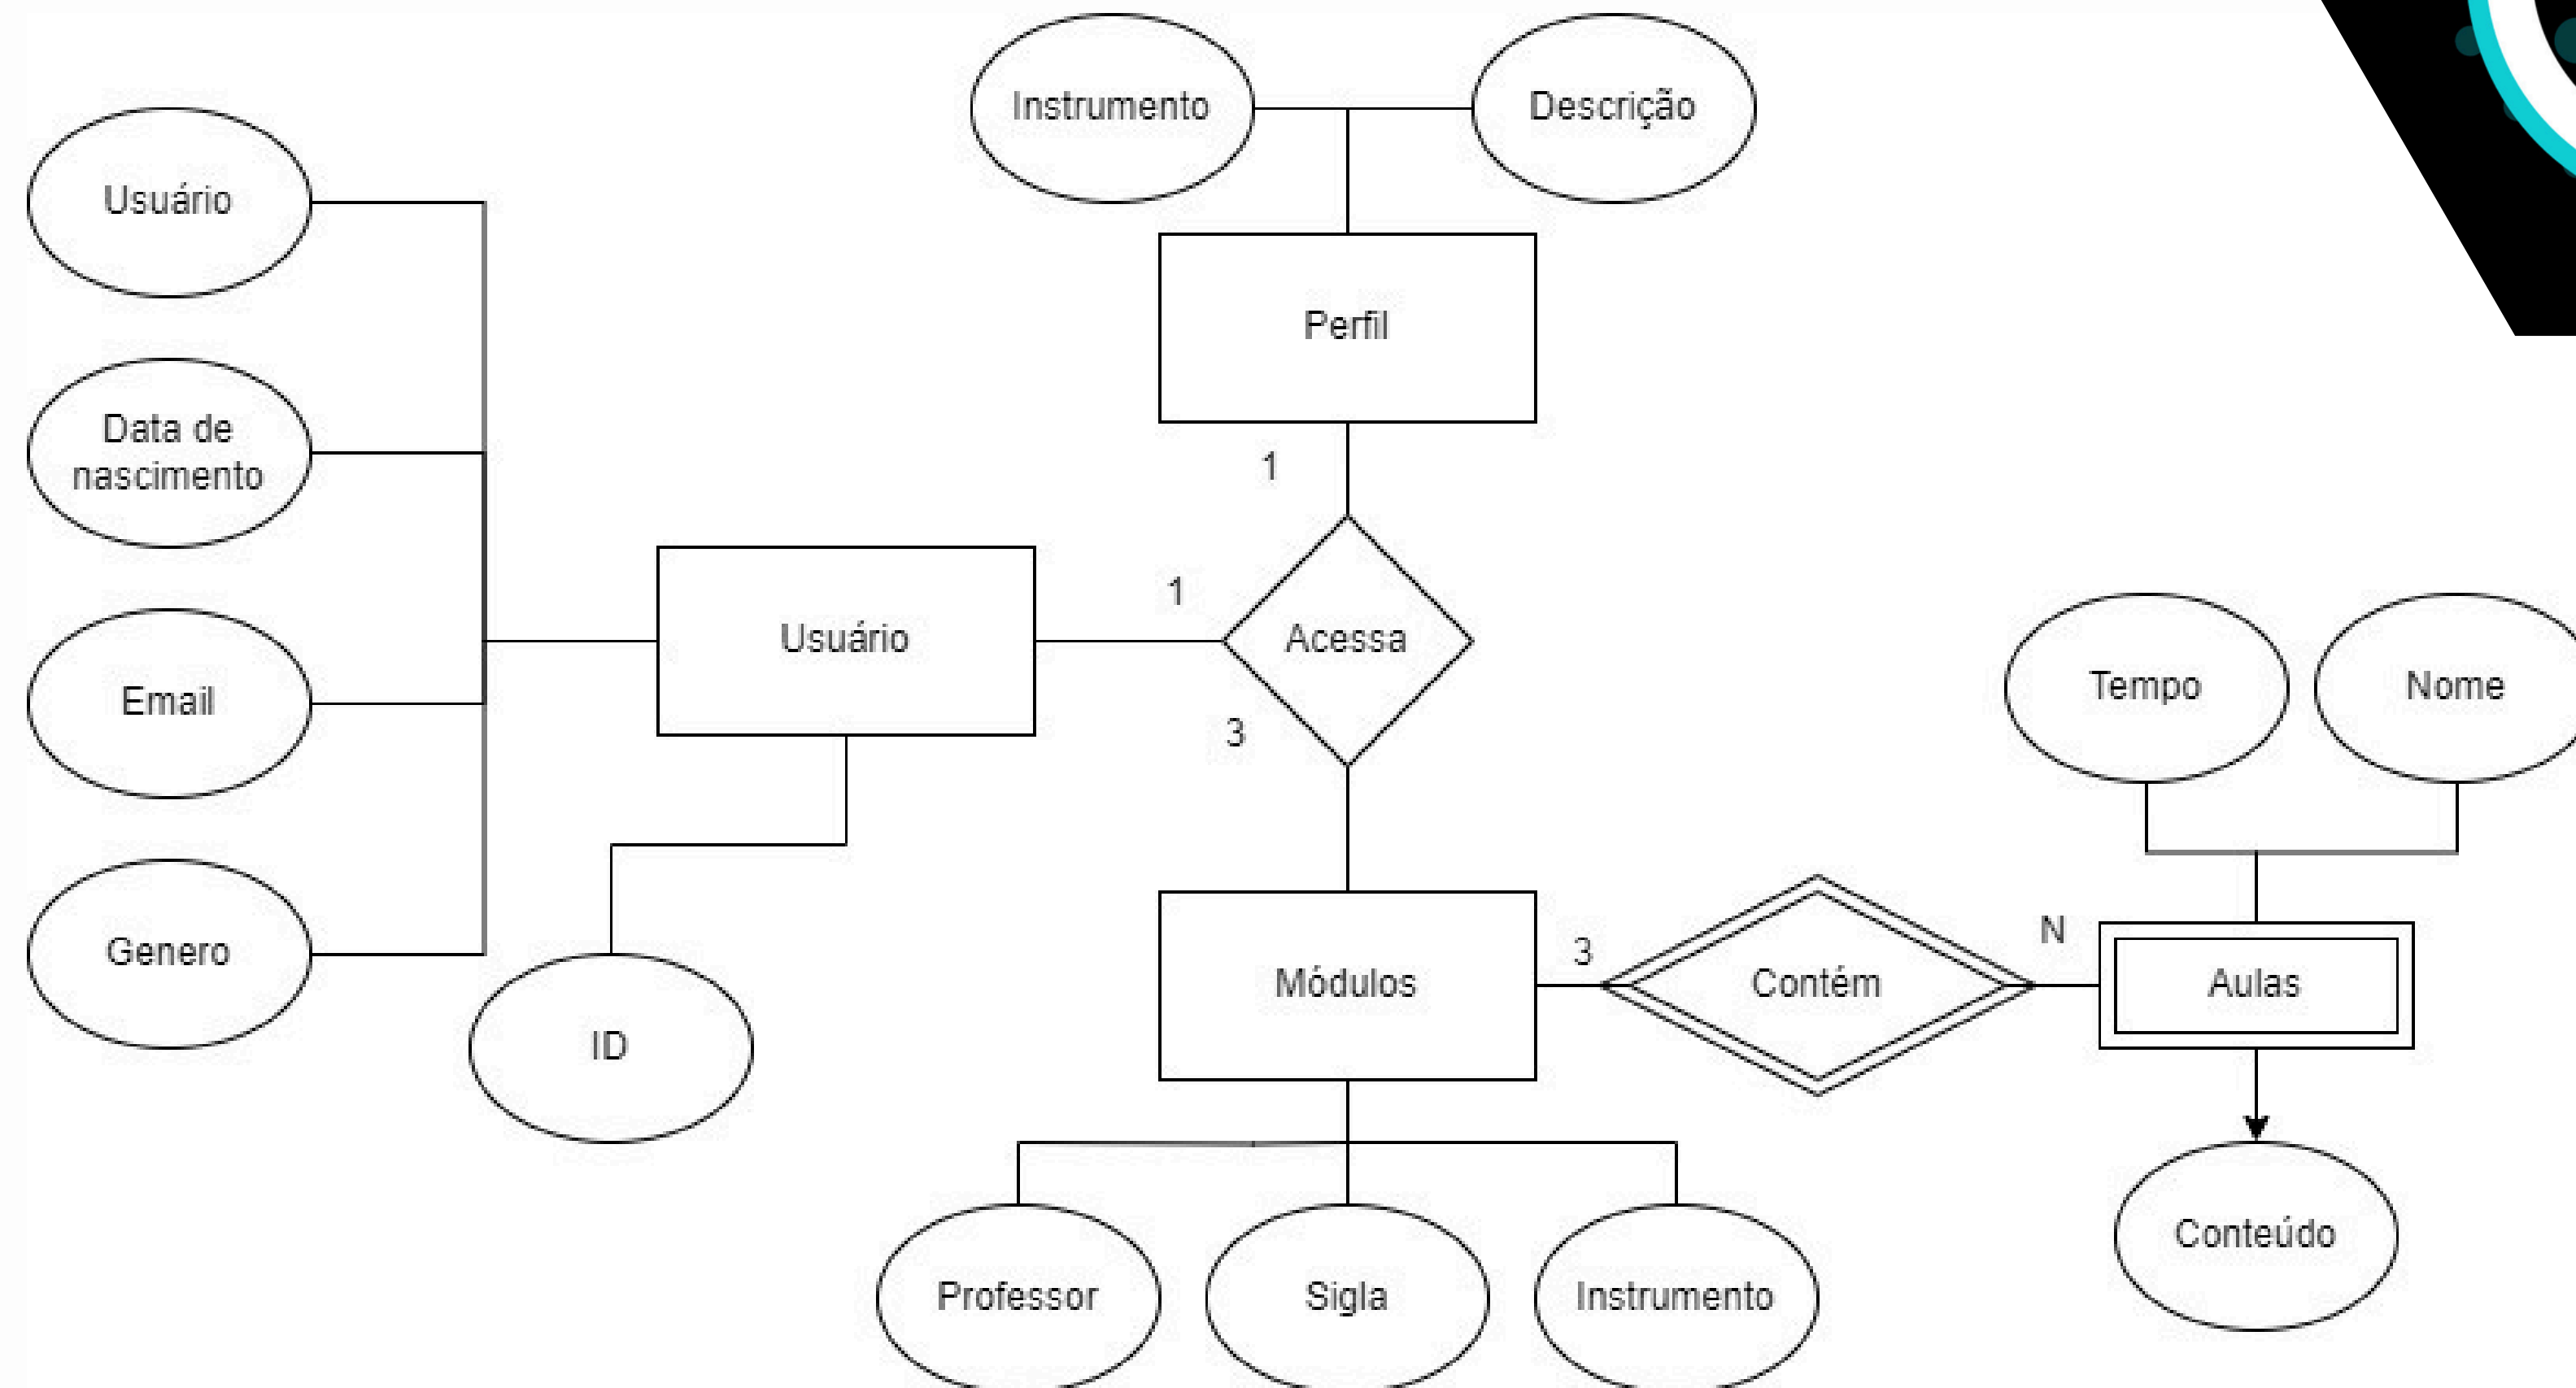 Instrumento
Descrição
Usuário
Perfil
Data de
nascimento
1
1
Usuário
Acessa
Email
3
Tempo
Nome
Genero
ID
Módulos
3
Contém
N
Aulas
Conteúdo
Professor
Sigla
Instrumento